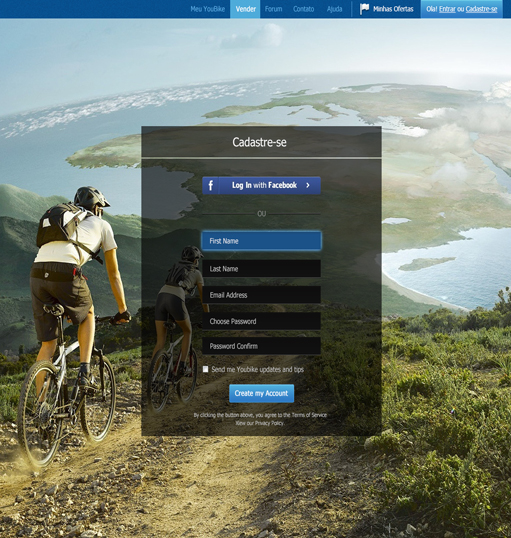 Meu YouBike Vender Forum Contato Ajuda Minhas Ofertas Ola! Entrar ou Cadastre-se
Cadastre-se
f Log In with Facebook >
OU
First Name
Last Name
Email Address
Choose Password
Password Confirm
Send me Youbike updates and tips
Create my Account
By clicking the button above, you agree to the Terms of Service
View our Privacy Policy.